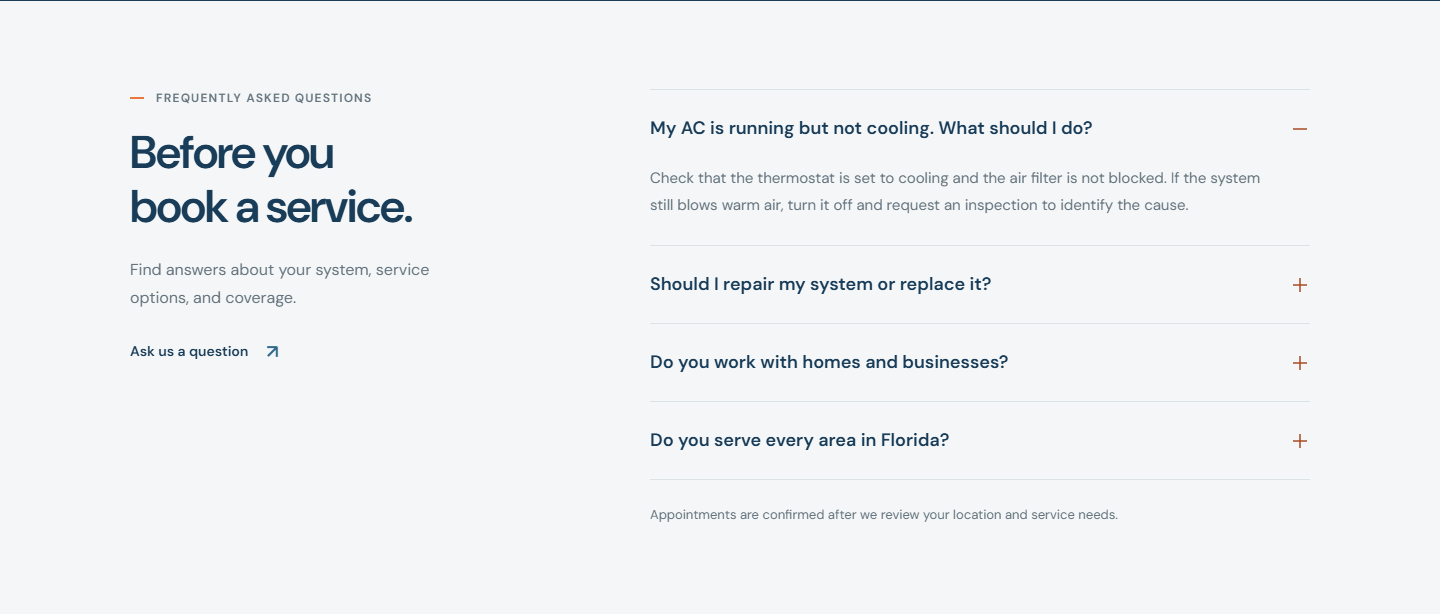 FREQUENTLY ASKED QUESTIONS
Before you
book a service.
Find answers about your system, service
options, and coverage.
Ask us a question
My AC is running but not cooling. What should I do?
Check that the thermostat is set to cooling and the air filter is not blocked. If the system
still blows warm air, turn it off and request an inspection to identify the cause.
Should I repair my system or replace it?
Do you work with homes and businesses?
Do you serve every area in Florida?
Appointments are confirmed after we review your location and service needs.